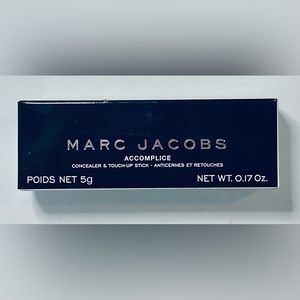 MARC JACOBS
ACCOMPLICE
CONCEALER & TOUCH-UP STICK - ANTICERNES ET RETOUCHES
POIDS NET 5g NET WT. 0.17 Oz.